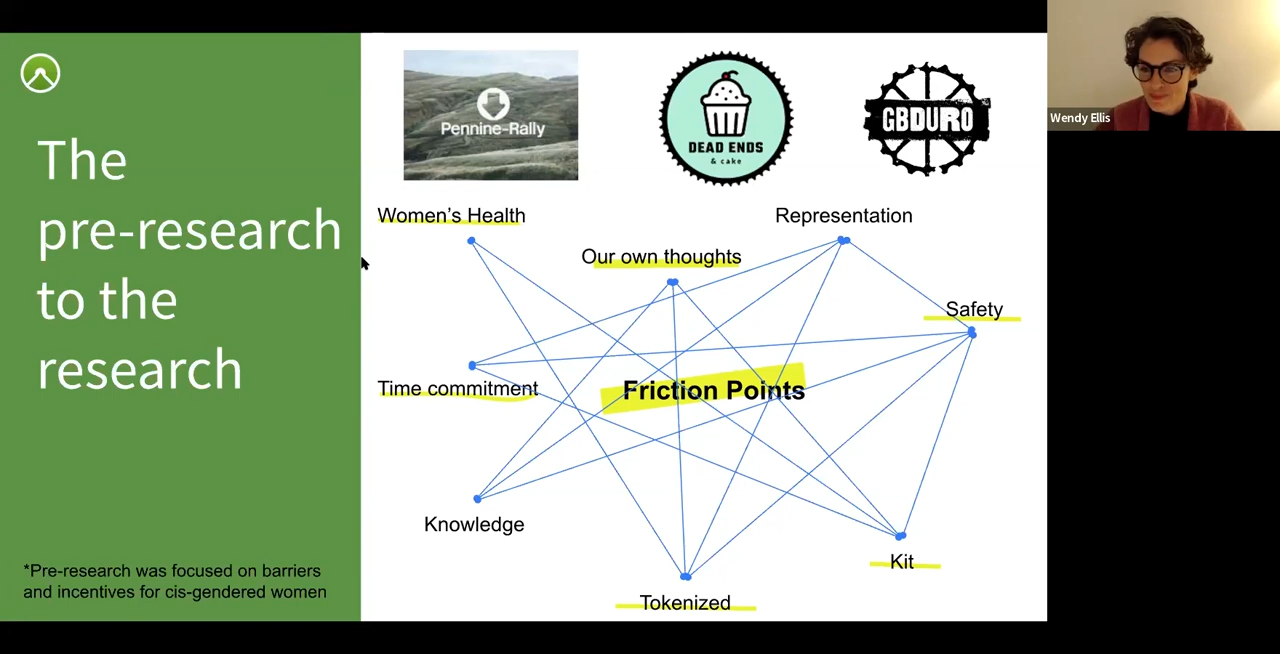 The
pre-research
to the
research
*Pre-research was focused on barriers
and incentives for cis-gendered women
Pennine-Rally
DEAD ENDS
& cake
GBDURO
Wendy Ellis
Women's Health
Representation
Our own thoughts
Safety
Time commitment
Friction Points
Knowledge
Kit
Tokenized